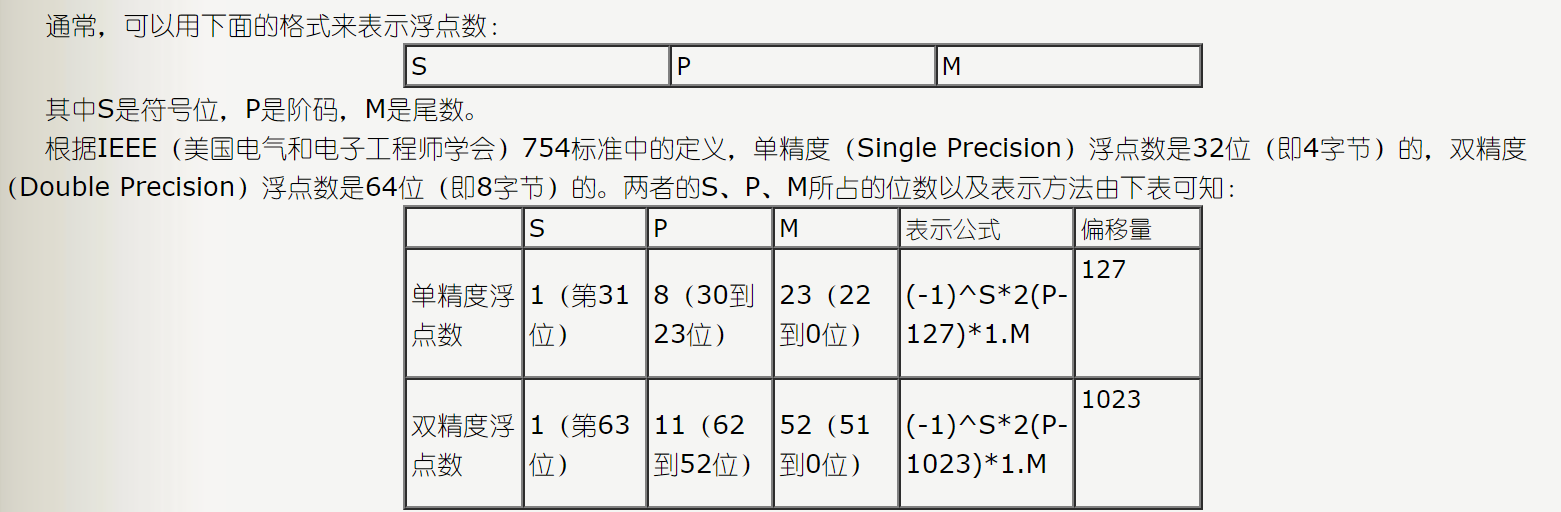 通常，可以用下面的格式来表示浮点数：
S P M
其中S是符号位，P是阶码，M是尾数。
根据IEEE（美国电气和电子工程师学会）754标准中的定义，单精度（Single Precision）浮点数是32位（即4字节）的，双精度
（Double Precision）浮点数是64位（即8字节）的。两者的S、P、M所占的位数以及表示方法由下表可知：
S P M 表示公式 偏移量
127
单精度浮 1（第31 8（30到 23（22 (-1)^S*2(P-
点数 位） 23位） 到0位） 127)*1.M
1023
双精度浮 1（第63 11（62 52（51 (-1)^S*2(P-
点数 位） 到52位） 到0位） 1023)*1.M